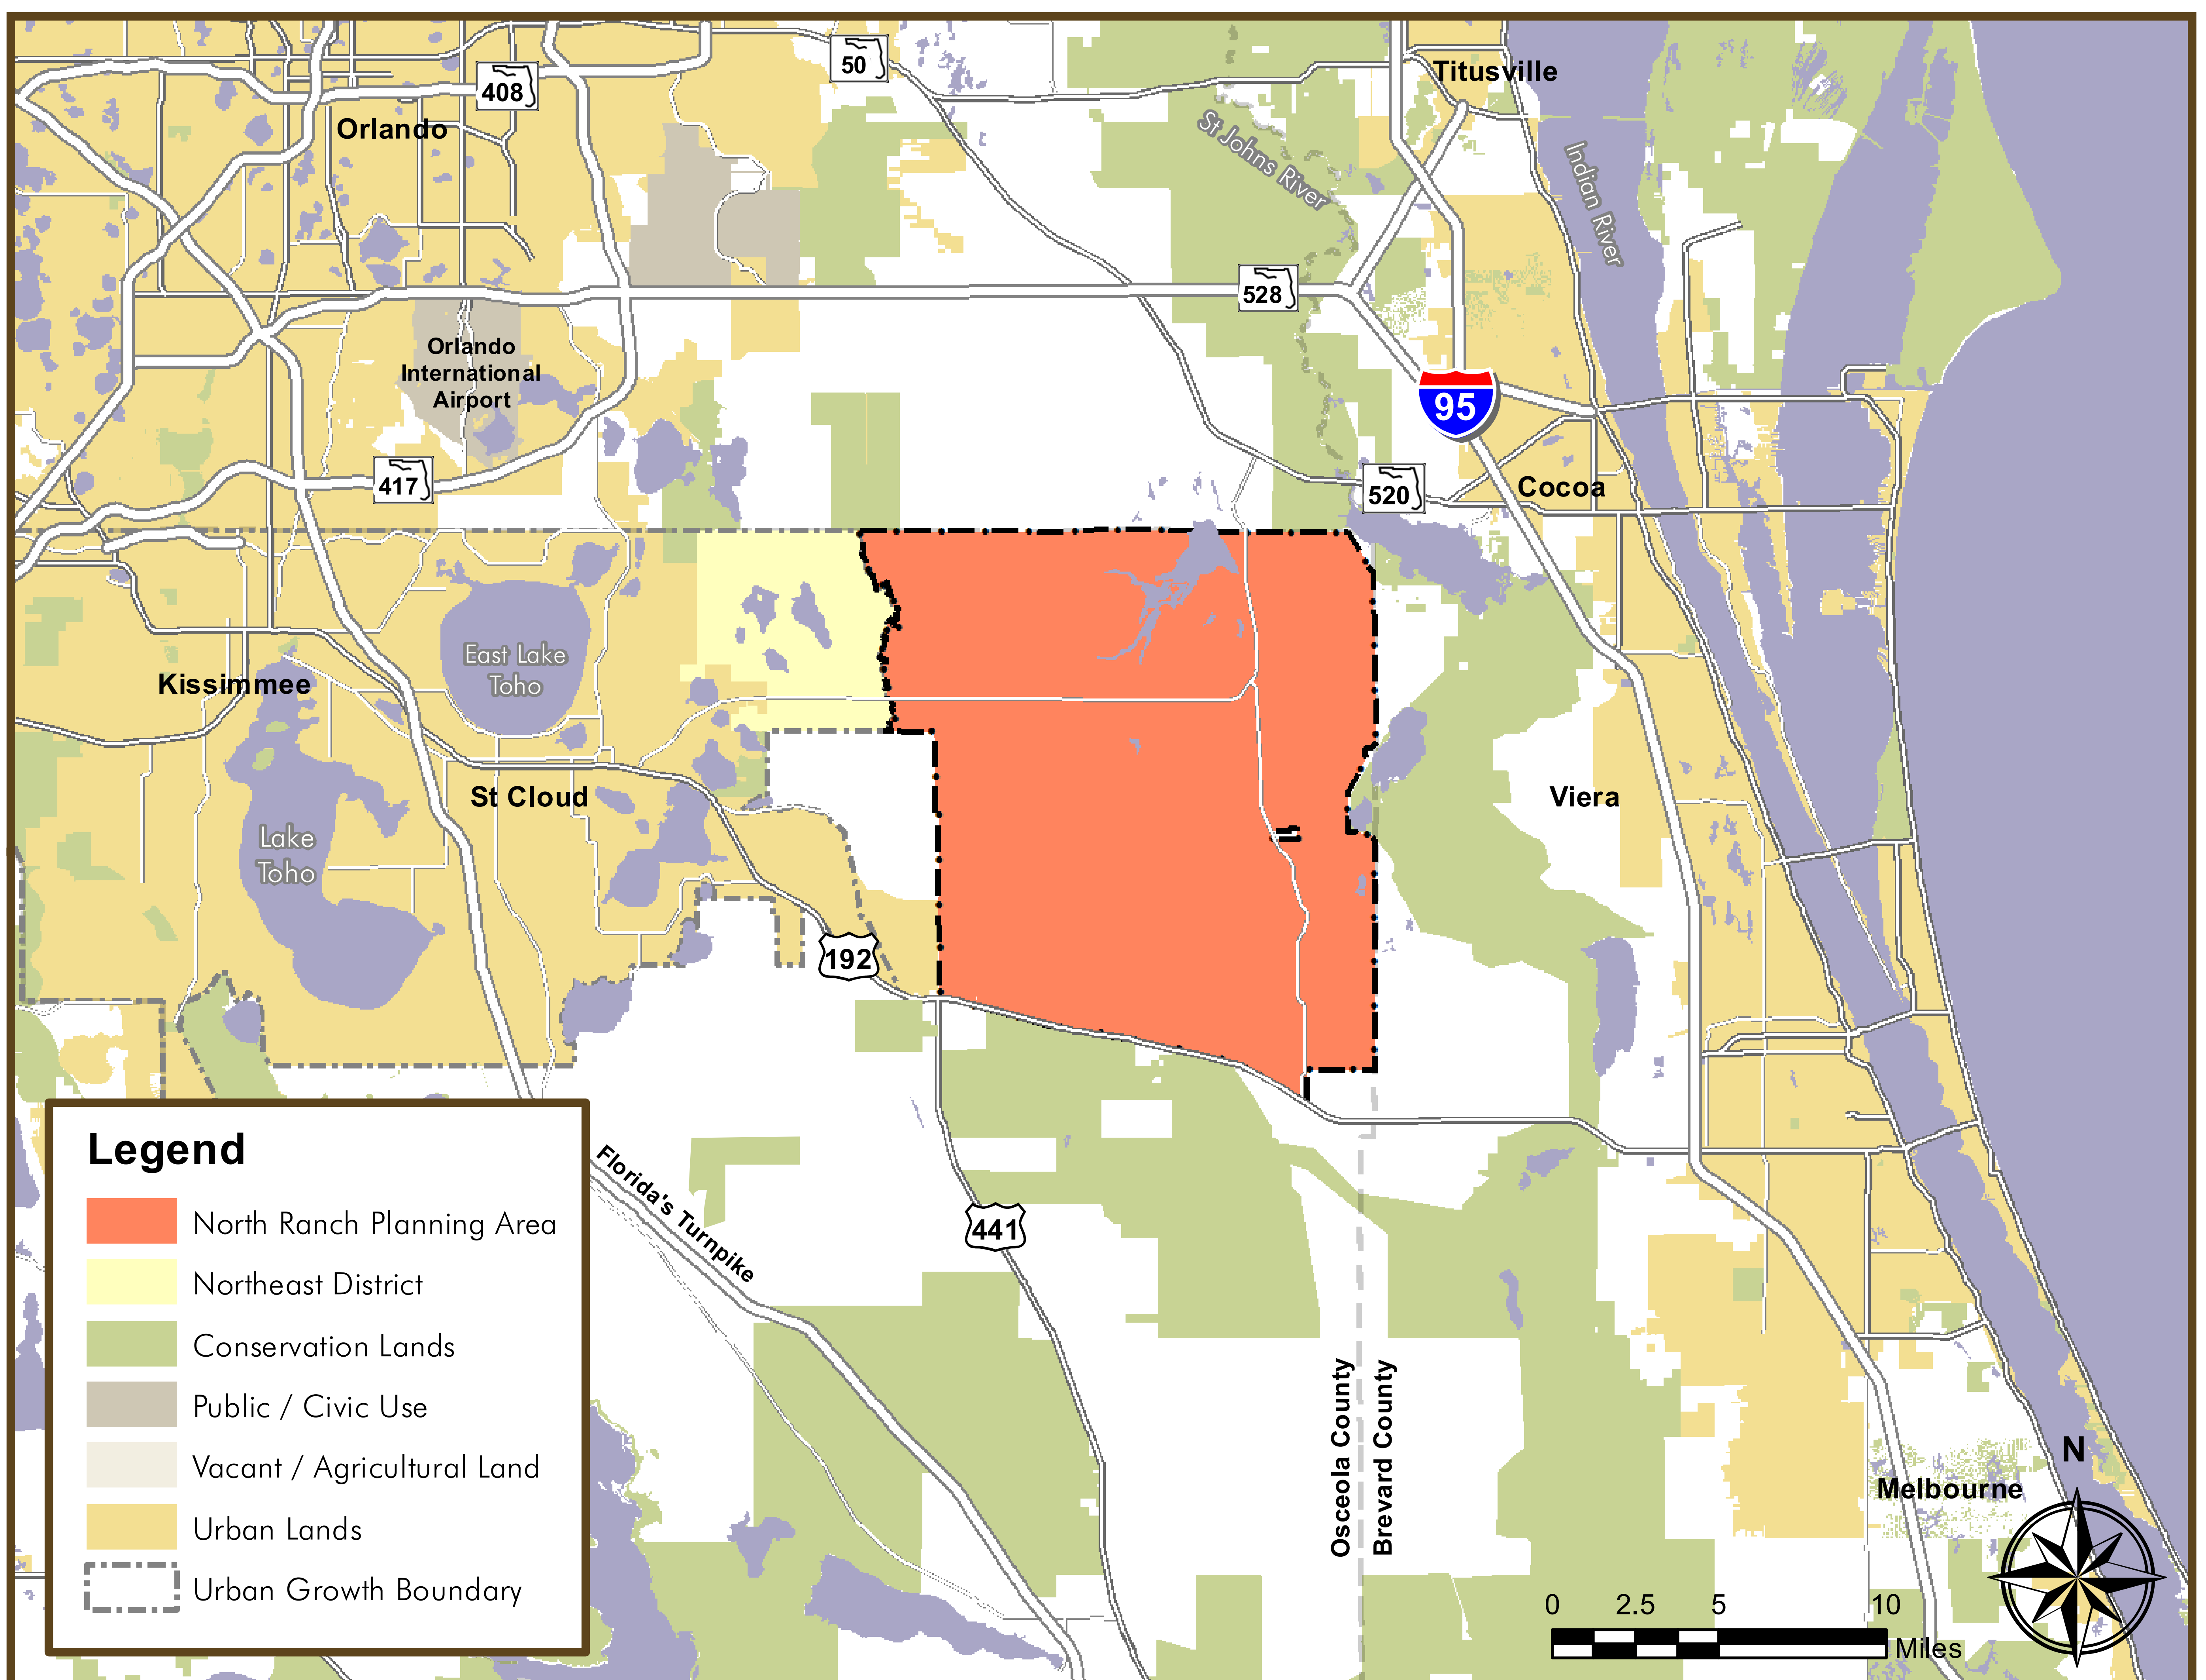 50
Titusville
408
Orlando
St Johns River
Indian River
528
Orlando
International
Airport
95
417
520
Cocoa
East Lake
Toho
Kissimmee
St Cloud
Viera
Lake
Toho
192
Legend
North Ranch Planning Area
Northeast District
Conservation Lands
Public / Civic Use
Vacant / Agricultural Land
Urban Lands
Urban Growth Boundary
Florida's Turnpike
441
Osceola County
Brevard County
N
Melbourne
0 2.5 5 10
Miles